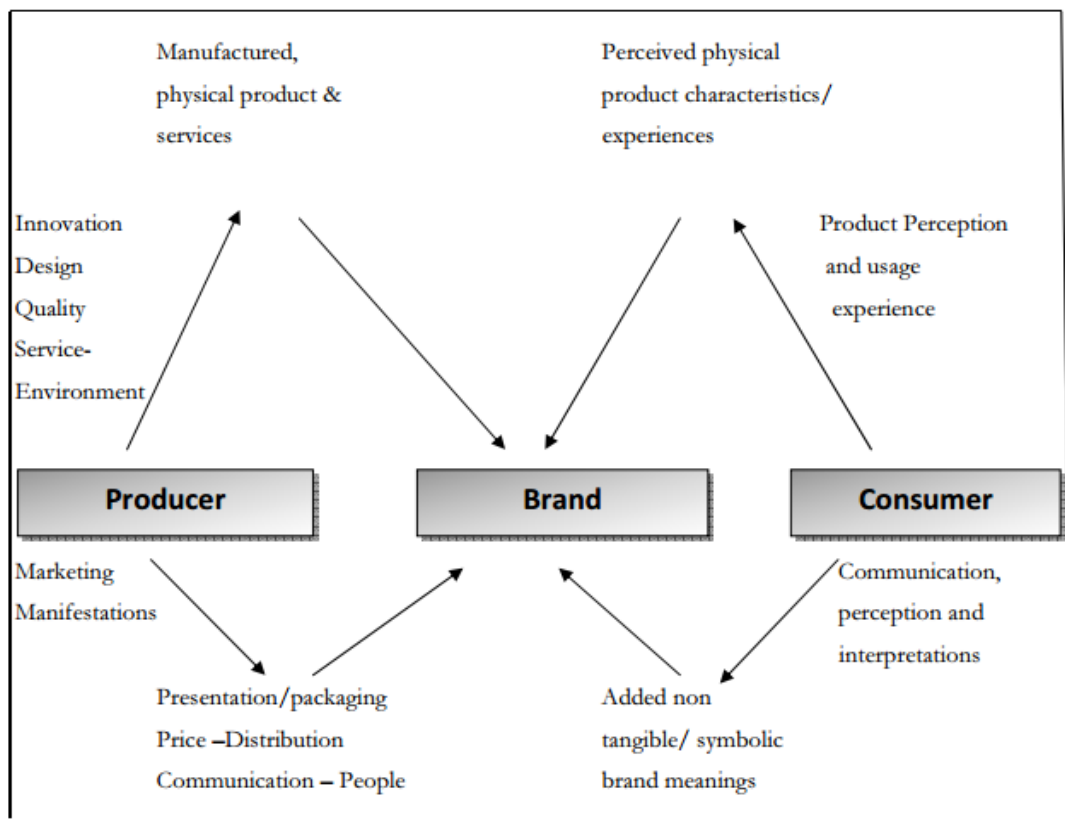 Manufactured,
physical product &
services
Perceived physical
product characteristics/
experiences
Innovation
Design
Quality
Service-
Environment
Product Perception
and usage
experience
Producer
Brand
Consumer
Marketing
Manifestations
Communication,
perception and
interpretations
Presentation/packaging
Price –Distribution
Communication – People
Added non
tangible/ symbolic
brand meanings